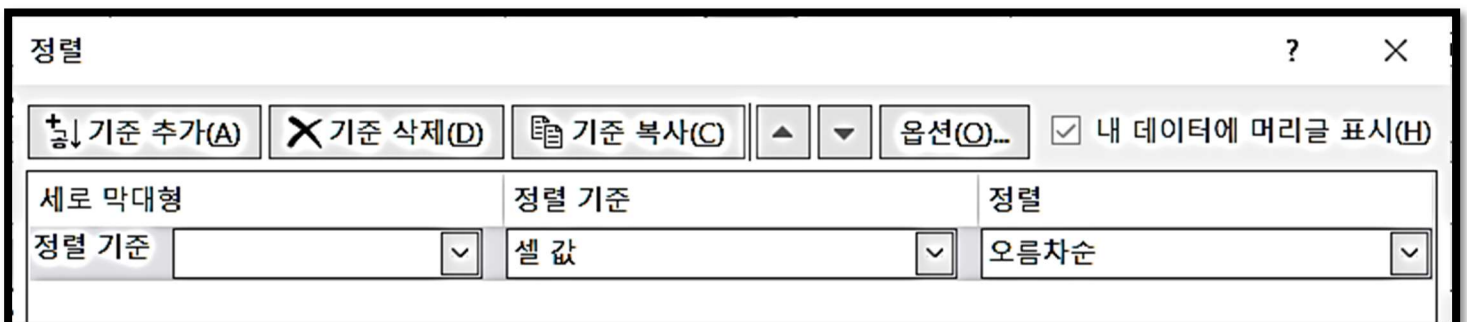 정렬 ?
기준 추가(A) 기준 삭제(D) 기준 복사(C) 옵션(O)... 내 데이터에 머리글 표시(H)
세로 막대형 정렬 기준 정렬
정렬 기준 셀 값 오름차순